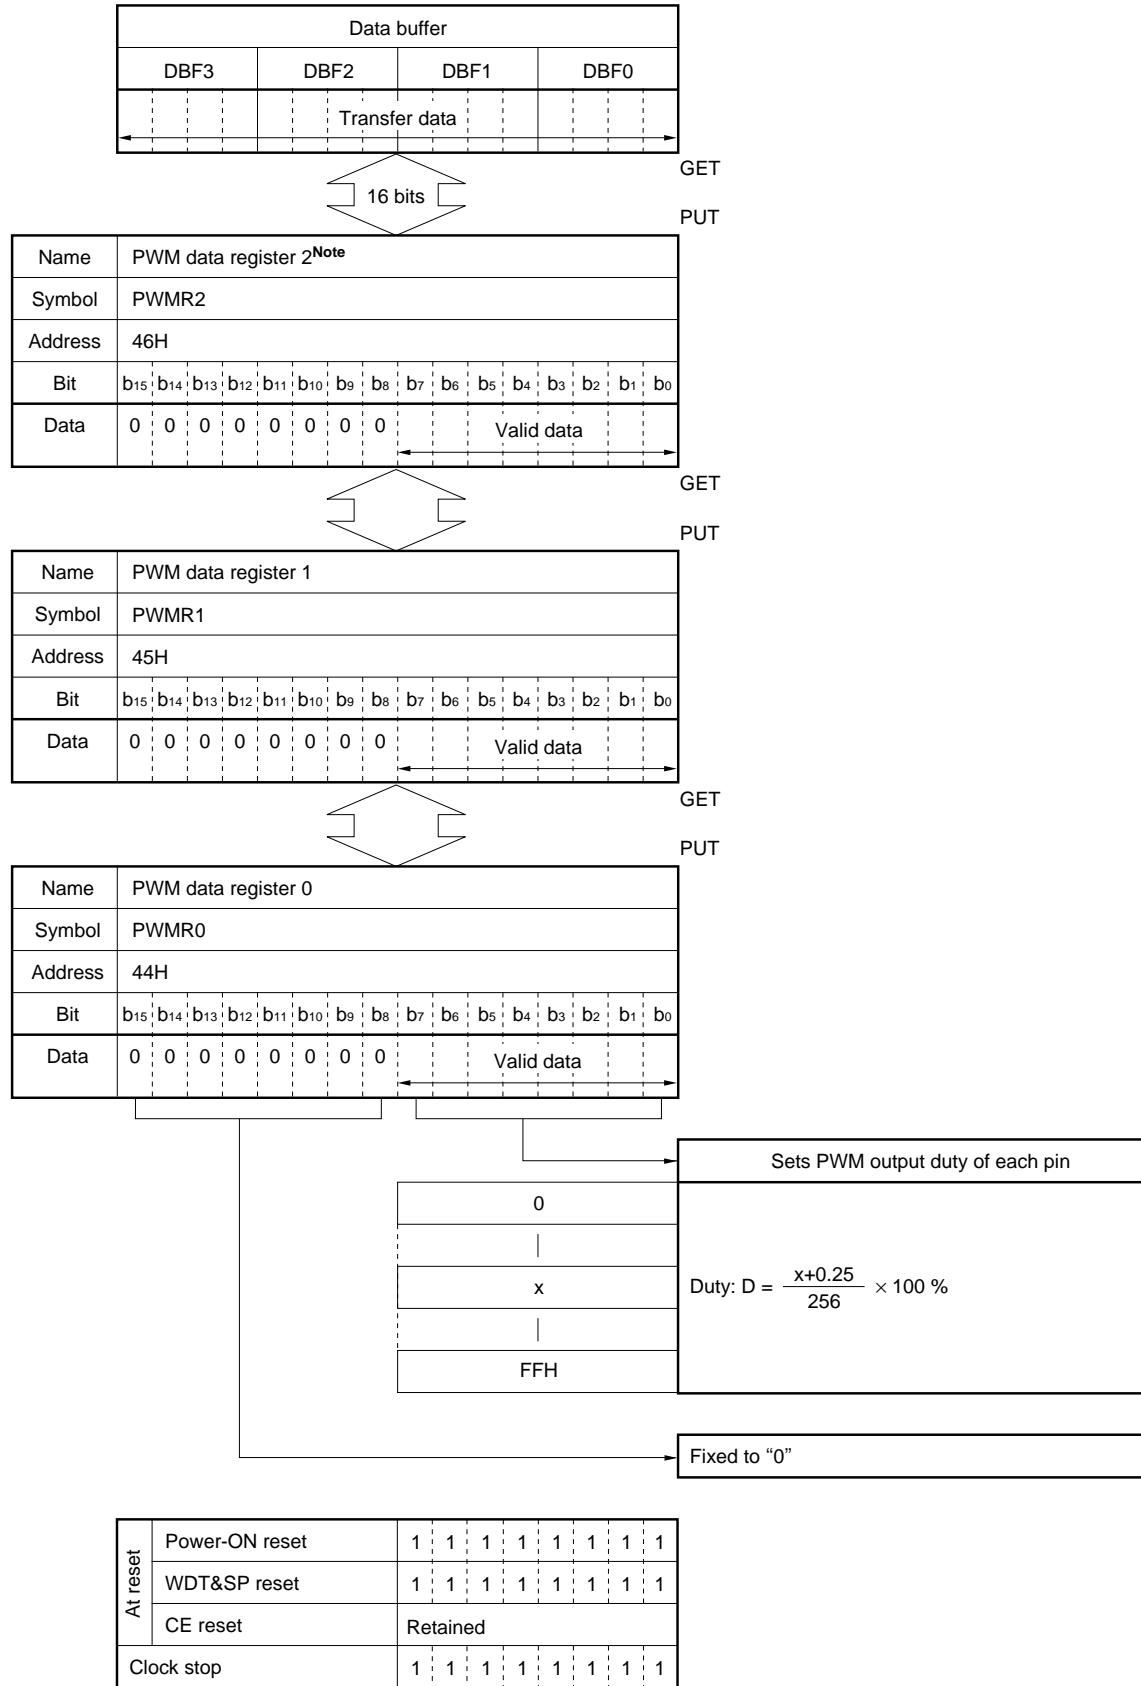 Data buffer
DBF3 DBF2 DBF1 DBF0
Transfer data
GET
16 bits
PUT
Name PWM data register 2Note
Symbol PWMR2
Address 46H
Bit b15 b14 b13 b12 b11 b10 b9 b8 b7 b6 b5 b4 b3 b2 b1 b0
Data 0 0 0 0 0 0 0 0 Valid data
GET
PUT
Name PWM data register 1
Symbol PWMR1
Address 45H
Bit b15 b14 b13 b12 b11 b10 b9 b8 b7 b6 b5 b4 b3 b2 b1 b0
Data 0 0 0 0 0 0 0 0 Valid data
GET
PUT
Name PWM data register 0
Symbol PWMR0
Address 44H
Bit b15 b14 b13 b12 b11 b10 b9 b8 b7 b6 b5 b4 b3 b2 b1 b0
Data 0 0 0 0 0 0 0 0 Valid data
Sets PWM output duty of each pin
0
x
FFH
Duty: D = x+0.25 / 256 × 100 %
Fixed to “0”
At reset
Power-ON reset 1 1 1 1 1 1 1 1
WDT&SP reset 1 1 1 1 1 1 1 1
CE reset Retained
Clock stop 1 1 1 1 1 1 1 1